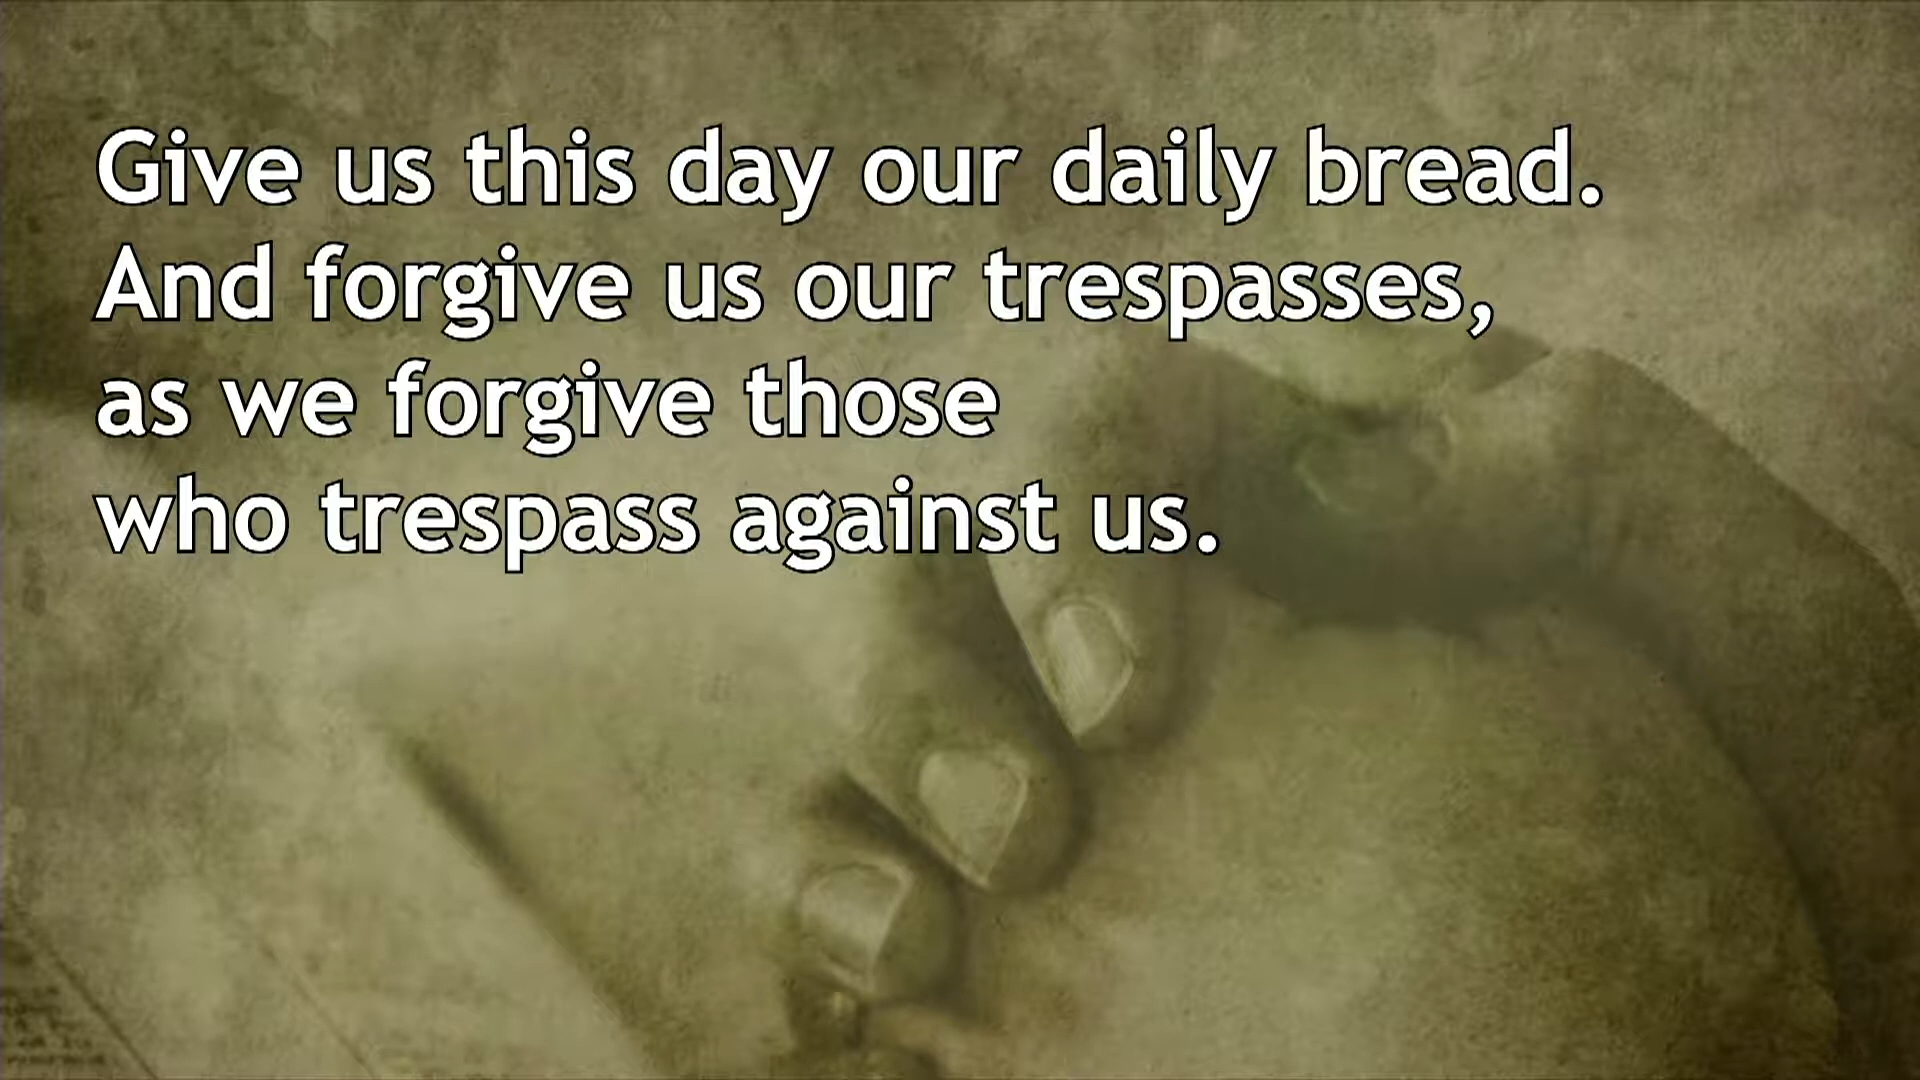 Give us this day our daily bread.
And forgive us our trespasses,
as we forgive those
who trespass against us.